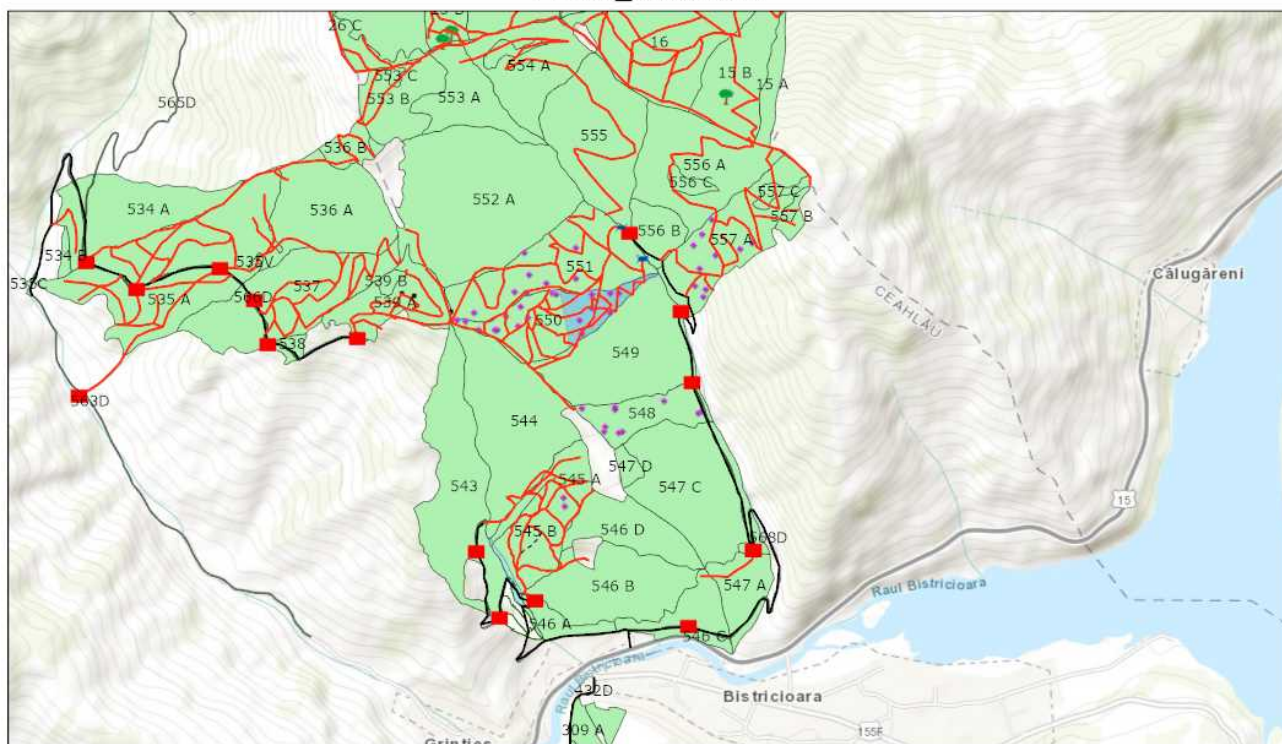 26 C
16
554 A
553 C
15 B
15 A
553 B
553 A
565D
555
536 B
556 A
556 C
557 C
552 A
534 A
536 A
557 B
556 B
557 A
534 B
535V
551
Călugăreni
539 B
537
535 A
566D
539 A
CEAHLĂU
550
538
549
563D
548
544
547 D
545 A
543
547 C
15
545 B
546 D
568D
546 B
547 A
Raul Bistricioara
546 A
546 C
Bistricioara
432D
309 A
155F